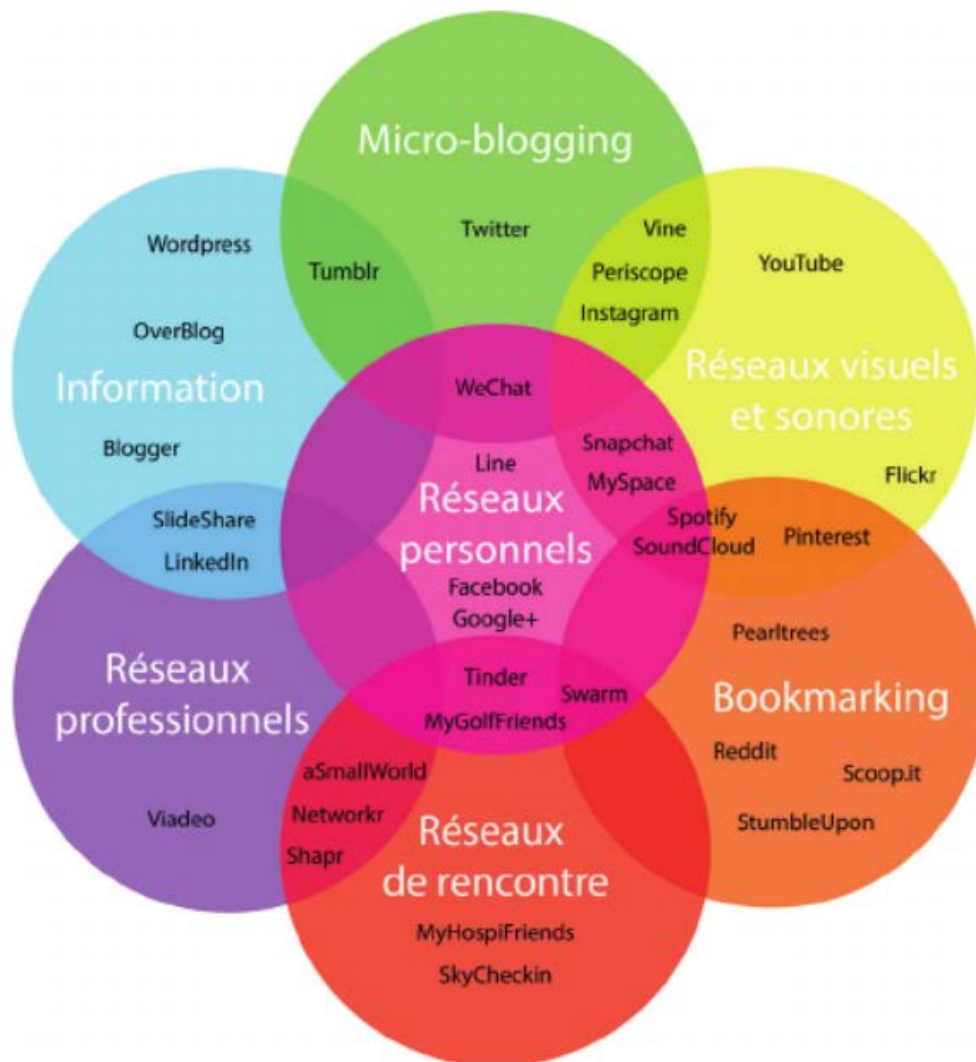 Micro-blogging
Twitter
Vine
Wordpress
Tumblr
Periscope
YouTube
Instagram
OverBlog
Information
Réseaux visuels
et sonores
WeChat
Blogger
Snapchat
Line
MySpace
Flickr
Réseaux
personnels
SlideShare
LinkedIn
Spotify
SoundCloud
Pinterest
Facebook
Google+
Pearltrees
Réseaux
professionnels
Tinder
Swarm
MyGolfFriends
Bookmarking
Reddit
Scoop.it
StumbleUpon
aSmallWorld
Networkr
Shapr
Viadeo
Réseaux
de rencontre
MyHospiFriends
SkyCheckin